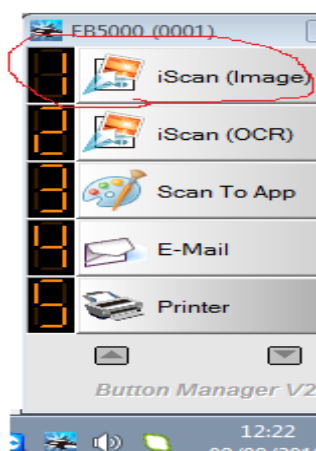 EB5000 (0001)
1 iScan (Image)
2 iScan (OCR)
3 Scan To App
4 E-Mail
5 Printer
Button Manager V2
12:22